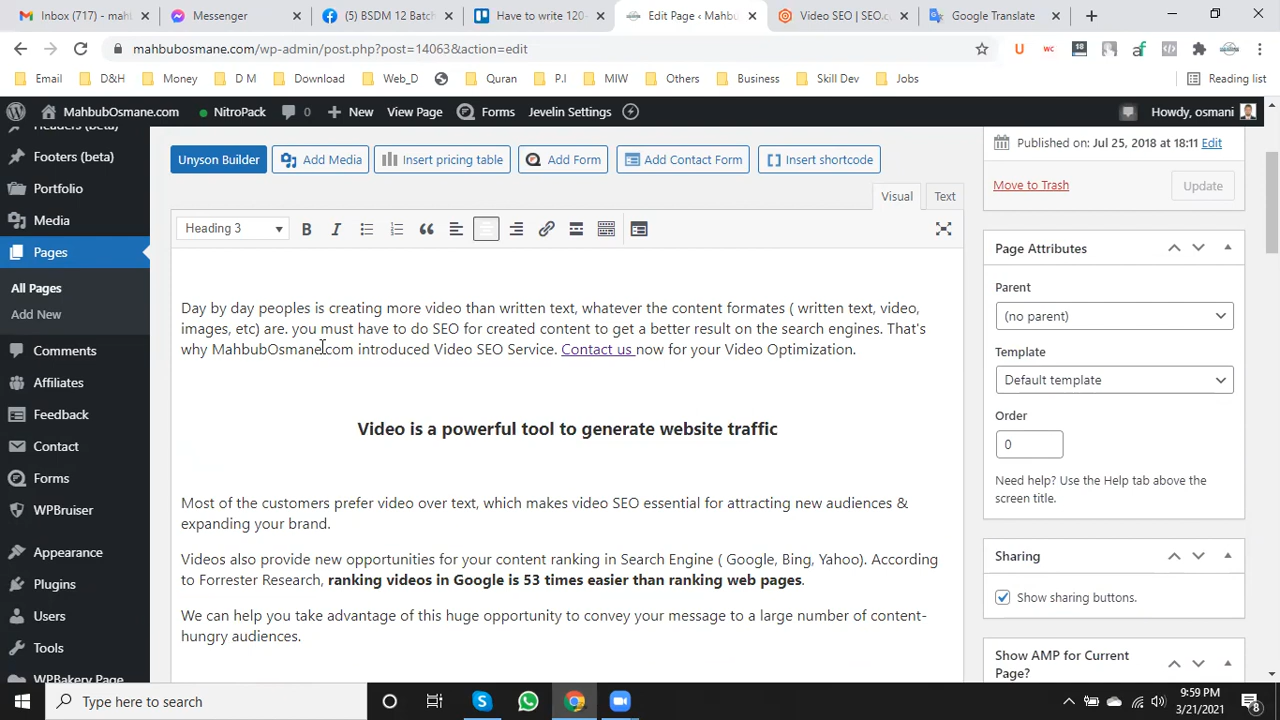 Inbox (717) - mahl
Messenger
(5) BSDM 12 Batch
Have to write 120-
Edit Page ‹ Mahbu
Video SEO | SEO.c
Google Translate
mahbubosmane.com/wp-admin/post.php?post=14063&action=edit
Email D&H Money D M Download Web_D Quran P.I MIW Others Business Skill Dev Jobs Reading list
MahbubOsmane.com NitroPack 0 New View Page Forms Jevelin Settings Howdy, osmani
Headers (beta)
Footers (beta)
Portfolio
Media
Pages
All Pages
Add New
Comments
Affiliates
Feedback
Contact
Forms
WPBruiser
Appearance
Plugins
Users
Tools
WPBakery Page
Unyson Builder Add Media Insert pricing table Add Form Add Contact Form Insert shortcode
Visual Text
Heading 3 B I
Day by day peoples is creating more video than written text, whatever the content formates ( written text, video,
images, etc) are. you must have to do SEO for created content to get a better result on the search engines. That's
why MahbubOsmane.com introduced Video SEO Service. Contact us now for your Video Optimization.
Video is a powerful tool to generate website traffic
Most of the customers prefer video over text, which makes video SEO essential for attracting new audiences &
expanding your brand.
Videos also provide new opportunities for your content ranking in Search Engine ( Google, Bing, Yahoo). According
to Forrester Research, ranking videos in Google is 53 times easier than ranking web pages.
We can help you take advantage of this huge opportunity to convey your message to a large number of content-
hungry audiences.
Published on: Jul 25, 2018 at 18:11 Edit
Move to Trash Update
Page Attributes
Parent
(no parent)
Template
Default template
Order
0
Need help? Use the Help tab above the
screen title.
Sharing
Show sharing buttons.
Show AMP for Current
Page?
Type here to search
9:59 PM
3/21/2021
8